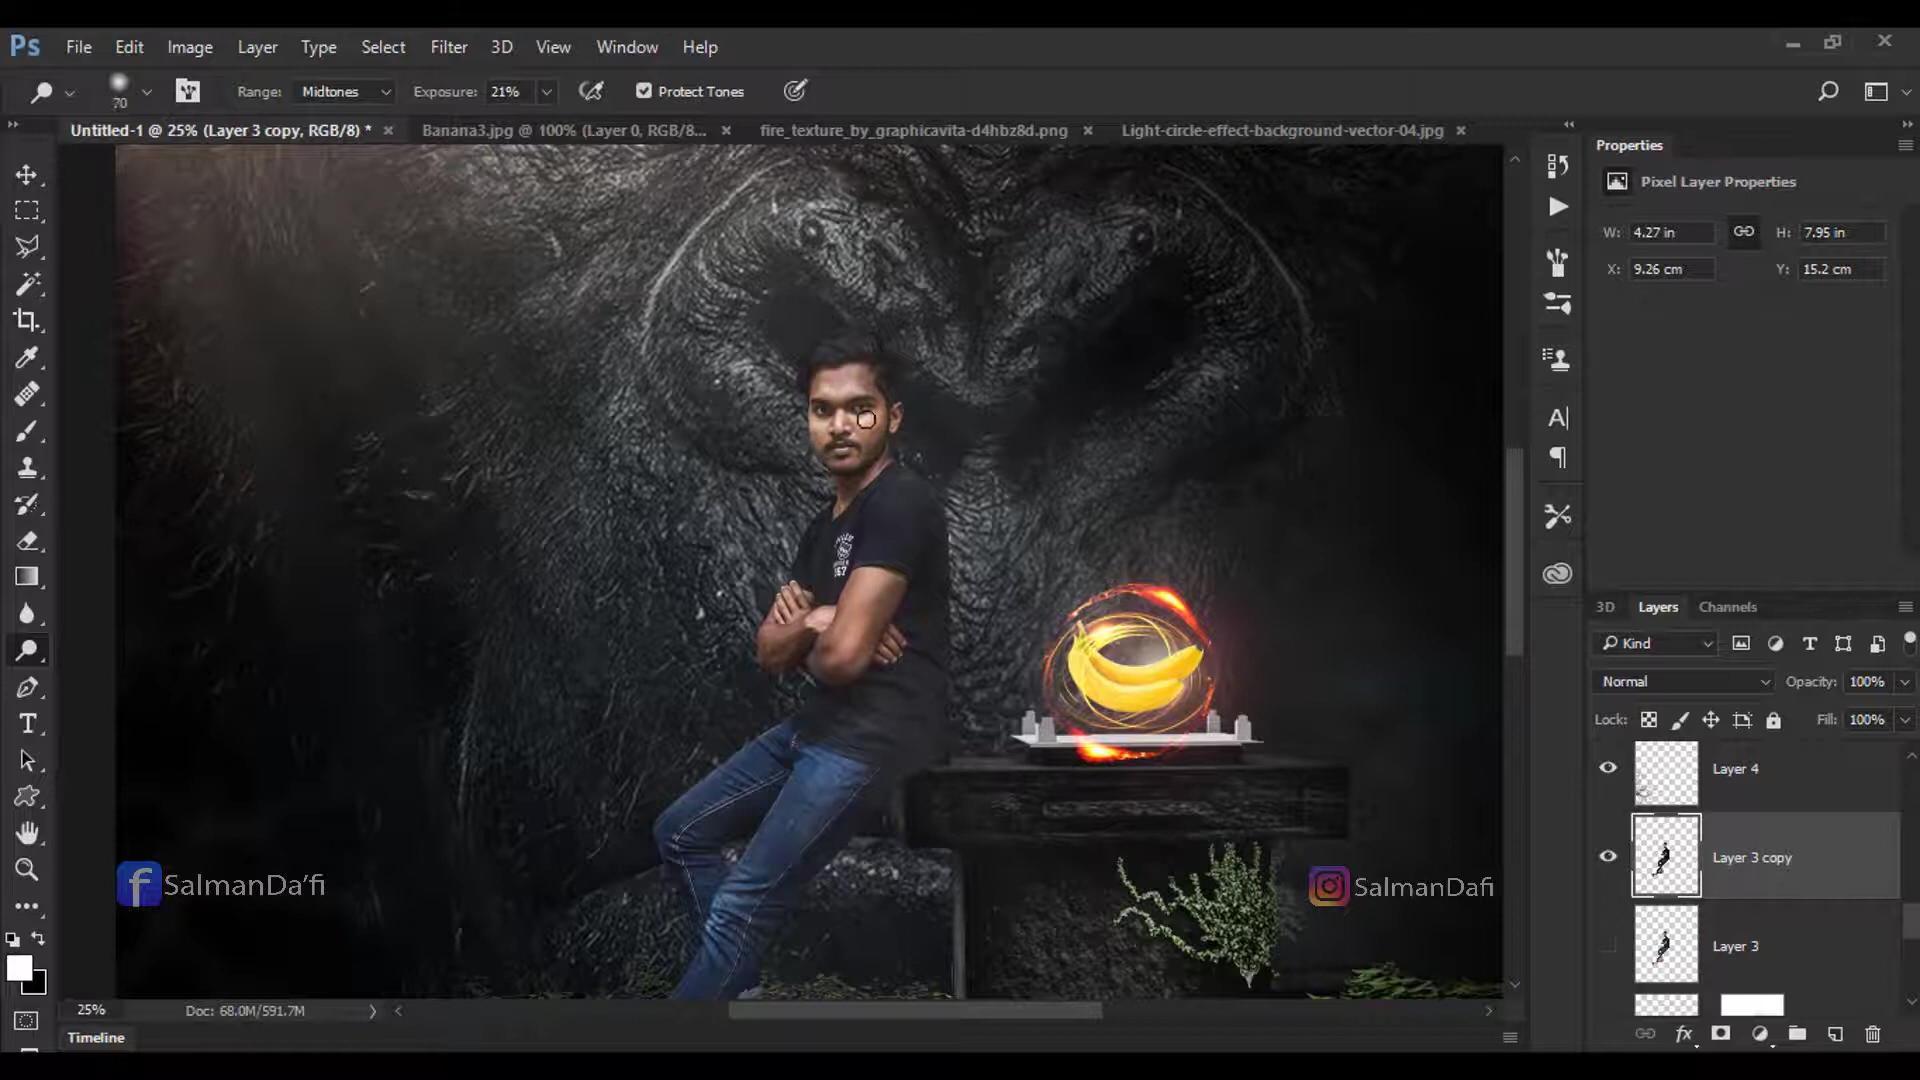 Ps File Edit Image Layer Type Select Filter 3D View Window Help
70 Range: Midtones Exposure: 21% Protect Tones
Untitled-1 @ 25% (Layer 3 copy, RGB/8) * Banana3.jpg @ 100% (Layer 0, RGB/8... fire_texture_by_graphicavita-d4hbz8d.png Light-circle-effect-background-vector-04.jpg
Properties
Pixel Layer Properties
W: 4.27 in H: 7.95 in
X: 9.26 cm Y: 15.2 cm
3D Layers Channels
Kind
Normal Opacity: 100%
Lock: Fill: 100%
Layer 4
Layer 3 copy
Layer 3
SalmanDa'fi
SalmanDafi
25% Doc: 68.0M/591.7M
Timeline